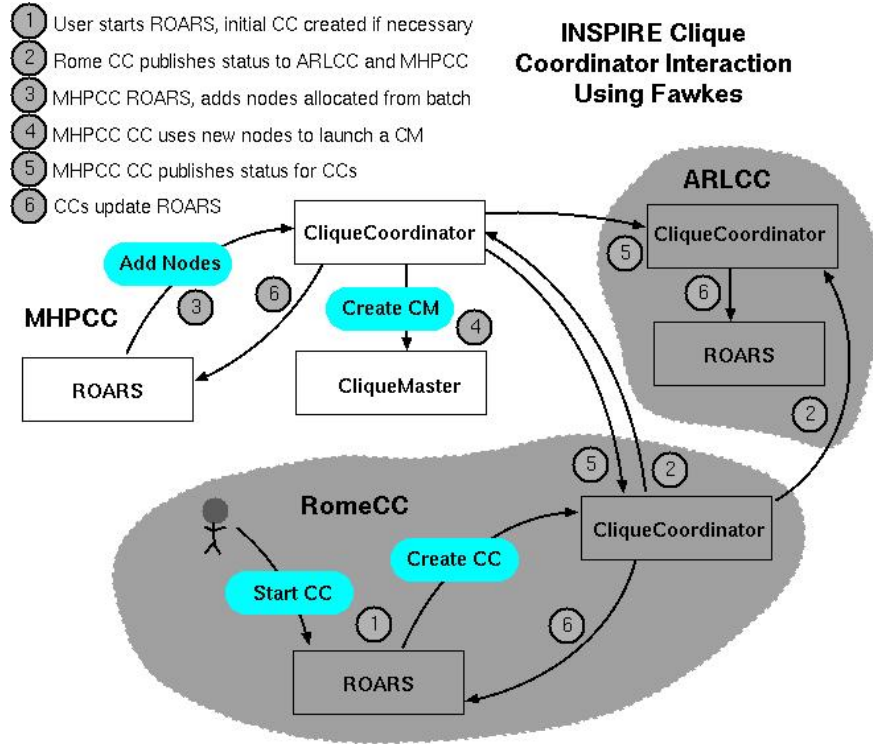 1 User starts ROARS, initial CC created if necessary
2 Rome CC publishes status to ARLCC and MHPCC
3 MHPCC ROARS, adds nodes allocated from batch
4 MHPCC CC uses new nodes to launch a CM
5 MHPCC CC publishes status for CCs
6 CCs update ROARS
INSPIRE Clique
Coordinator Interaction
Using Fawkes
ARLCC
CliqueCoordinator
5
6
ROARS
2
MHPCC
CliqueCoordinator
Add Nodes
3
6
Create CM
4
ROARS
CliqueMaster
5
2
RomeCC
CliqueCoordinator
Create CC
Start CC
1
6
ROARS